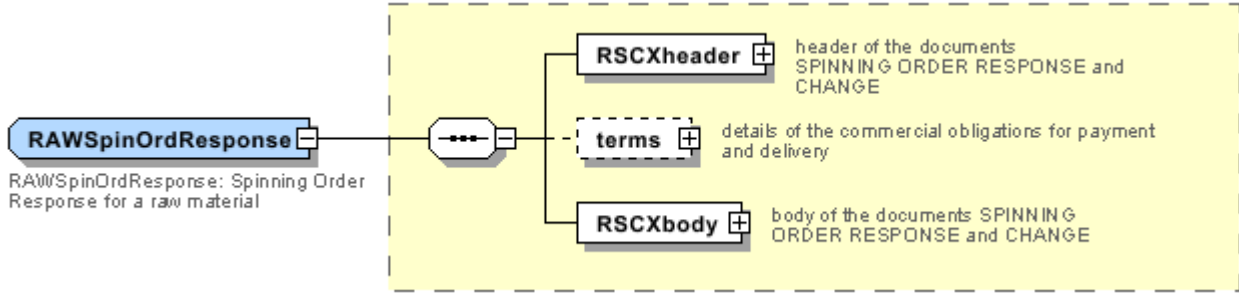 RSCXheader
header of the documents
SPINNING ORDER RESPONSE and
CHANGE
RAWSpinOrdResponse
RAWSpinOrdResponse: Spinning Order
Response for a raw material
terms
details of the commercial obligations for payment
and delivery
RSCXbody
body of the documents SPINNING
ORDER RESPONSE and CHANGE